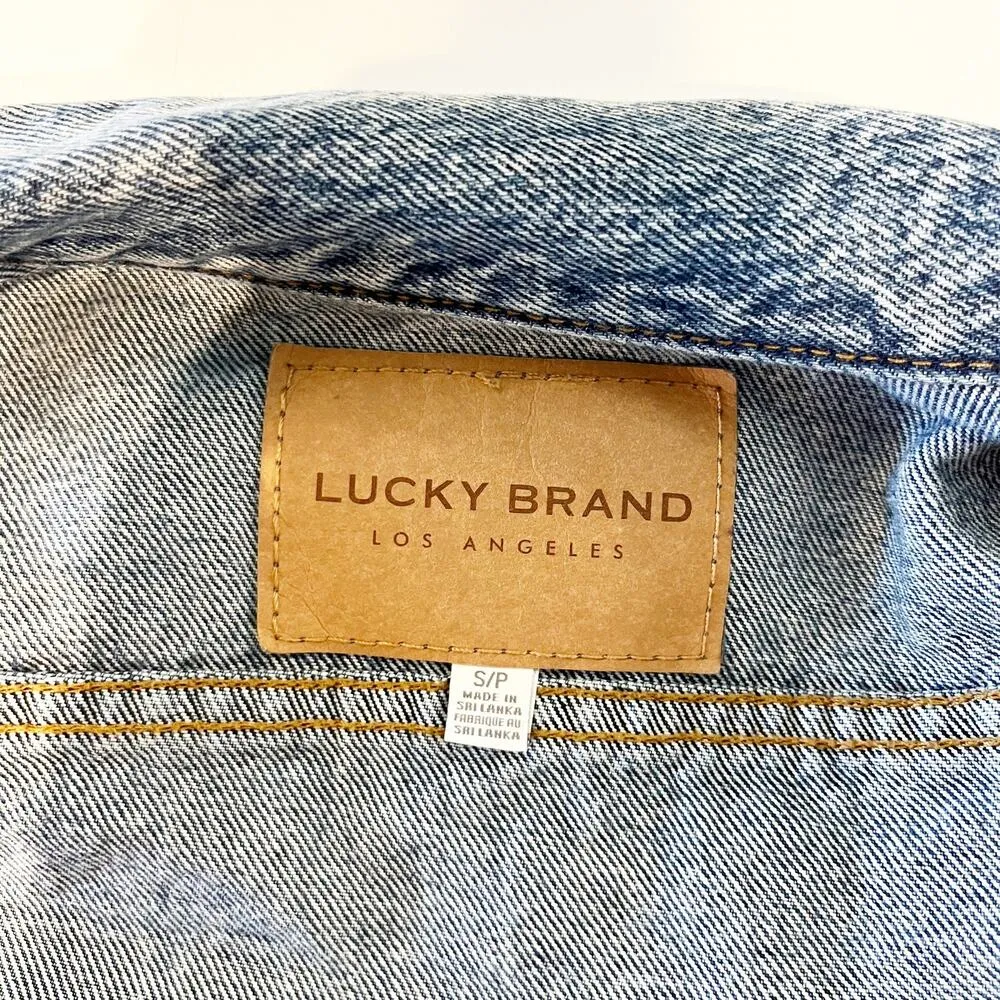 LUCKY BRAND
LOS ANGELES
S/P
MADE IN
SRI LANKA
FABRIQUE AU
SRI LANKA